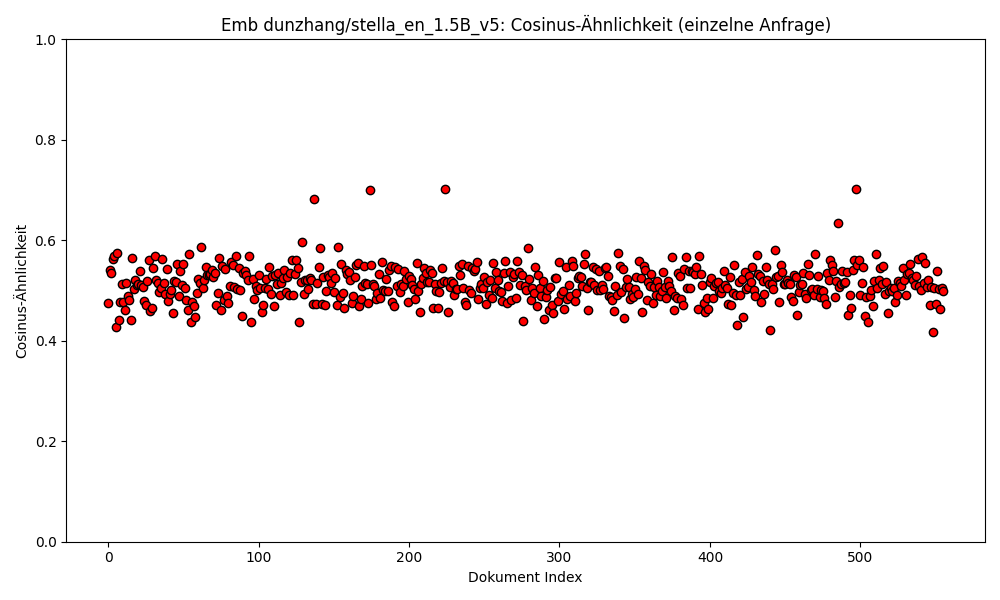 Emb dunzhang/stella_en_1.5B_v5: Cosinus-Ähnlichkeit (einzelne Anfrage)
1.0
0.8
0.6
0.4
0.2
0.0
Cosinus-Ähnlichkeit
0 100 200 300 400 500
Dokument Index